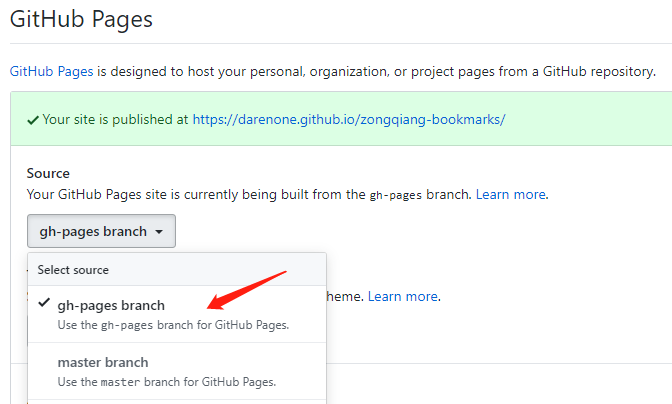 GitHub Pages
GitHub Pages is designed to host your personal, organization, or project pages from a GitHub repository.
Your site is published at https://darenone.github.io/zongqiang-bookmarks/
Source
Your GitHub Pages site is currently being built from the gh-pages branch. Learn more.
gh-pages branch
Select source
gh-pages branch
heme. Learn more.
Use the gh-pages branch for GitHub Pages.
master branch
Use the master branch for GitHub Pages.